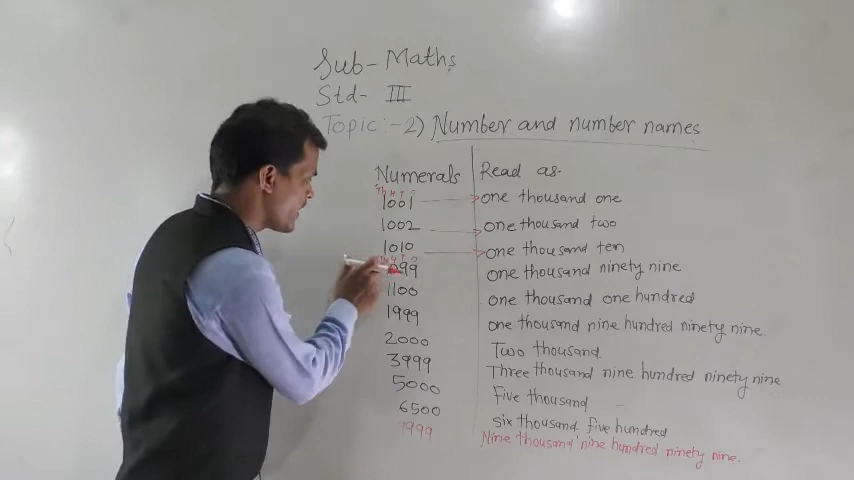 Sub- Maths
Std- III
Topic:-2) Number and number names
Numerals Read as-
Th H T O
1001 one thousand one
1002 one thousand two
1010 one thousand ten
Th H T O
1099 one thousand ninety nine
1100 one thousand one hundred
1999 one thousand nine hundred ninety nine.
2000 Two thousand
3999 Three thousand nine hundred ninety nine
5000 five thousand
6500 six thousand five hundred
9999 Nine thousand nine hundred ninety nine.